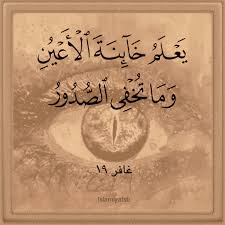 يَعْلَمُ خَآئِنَةَ ٱلْأَعْيُنِ
وَمَا تُخْفِى ٱلصُّدُورُ
غافر ١٩